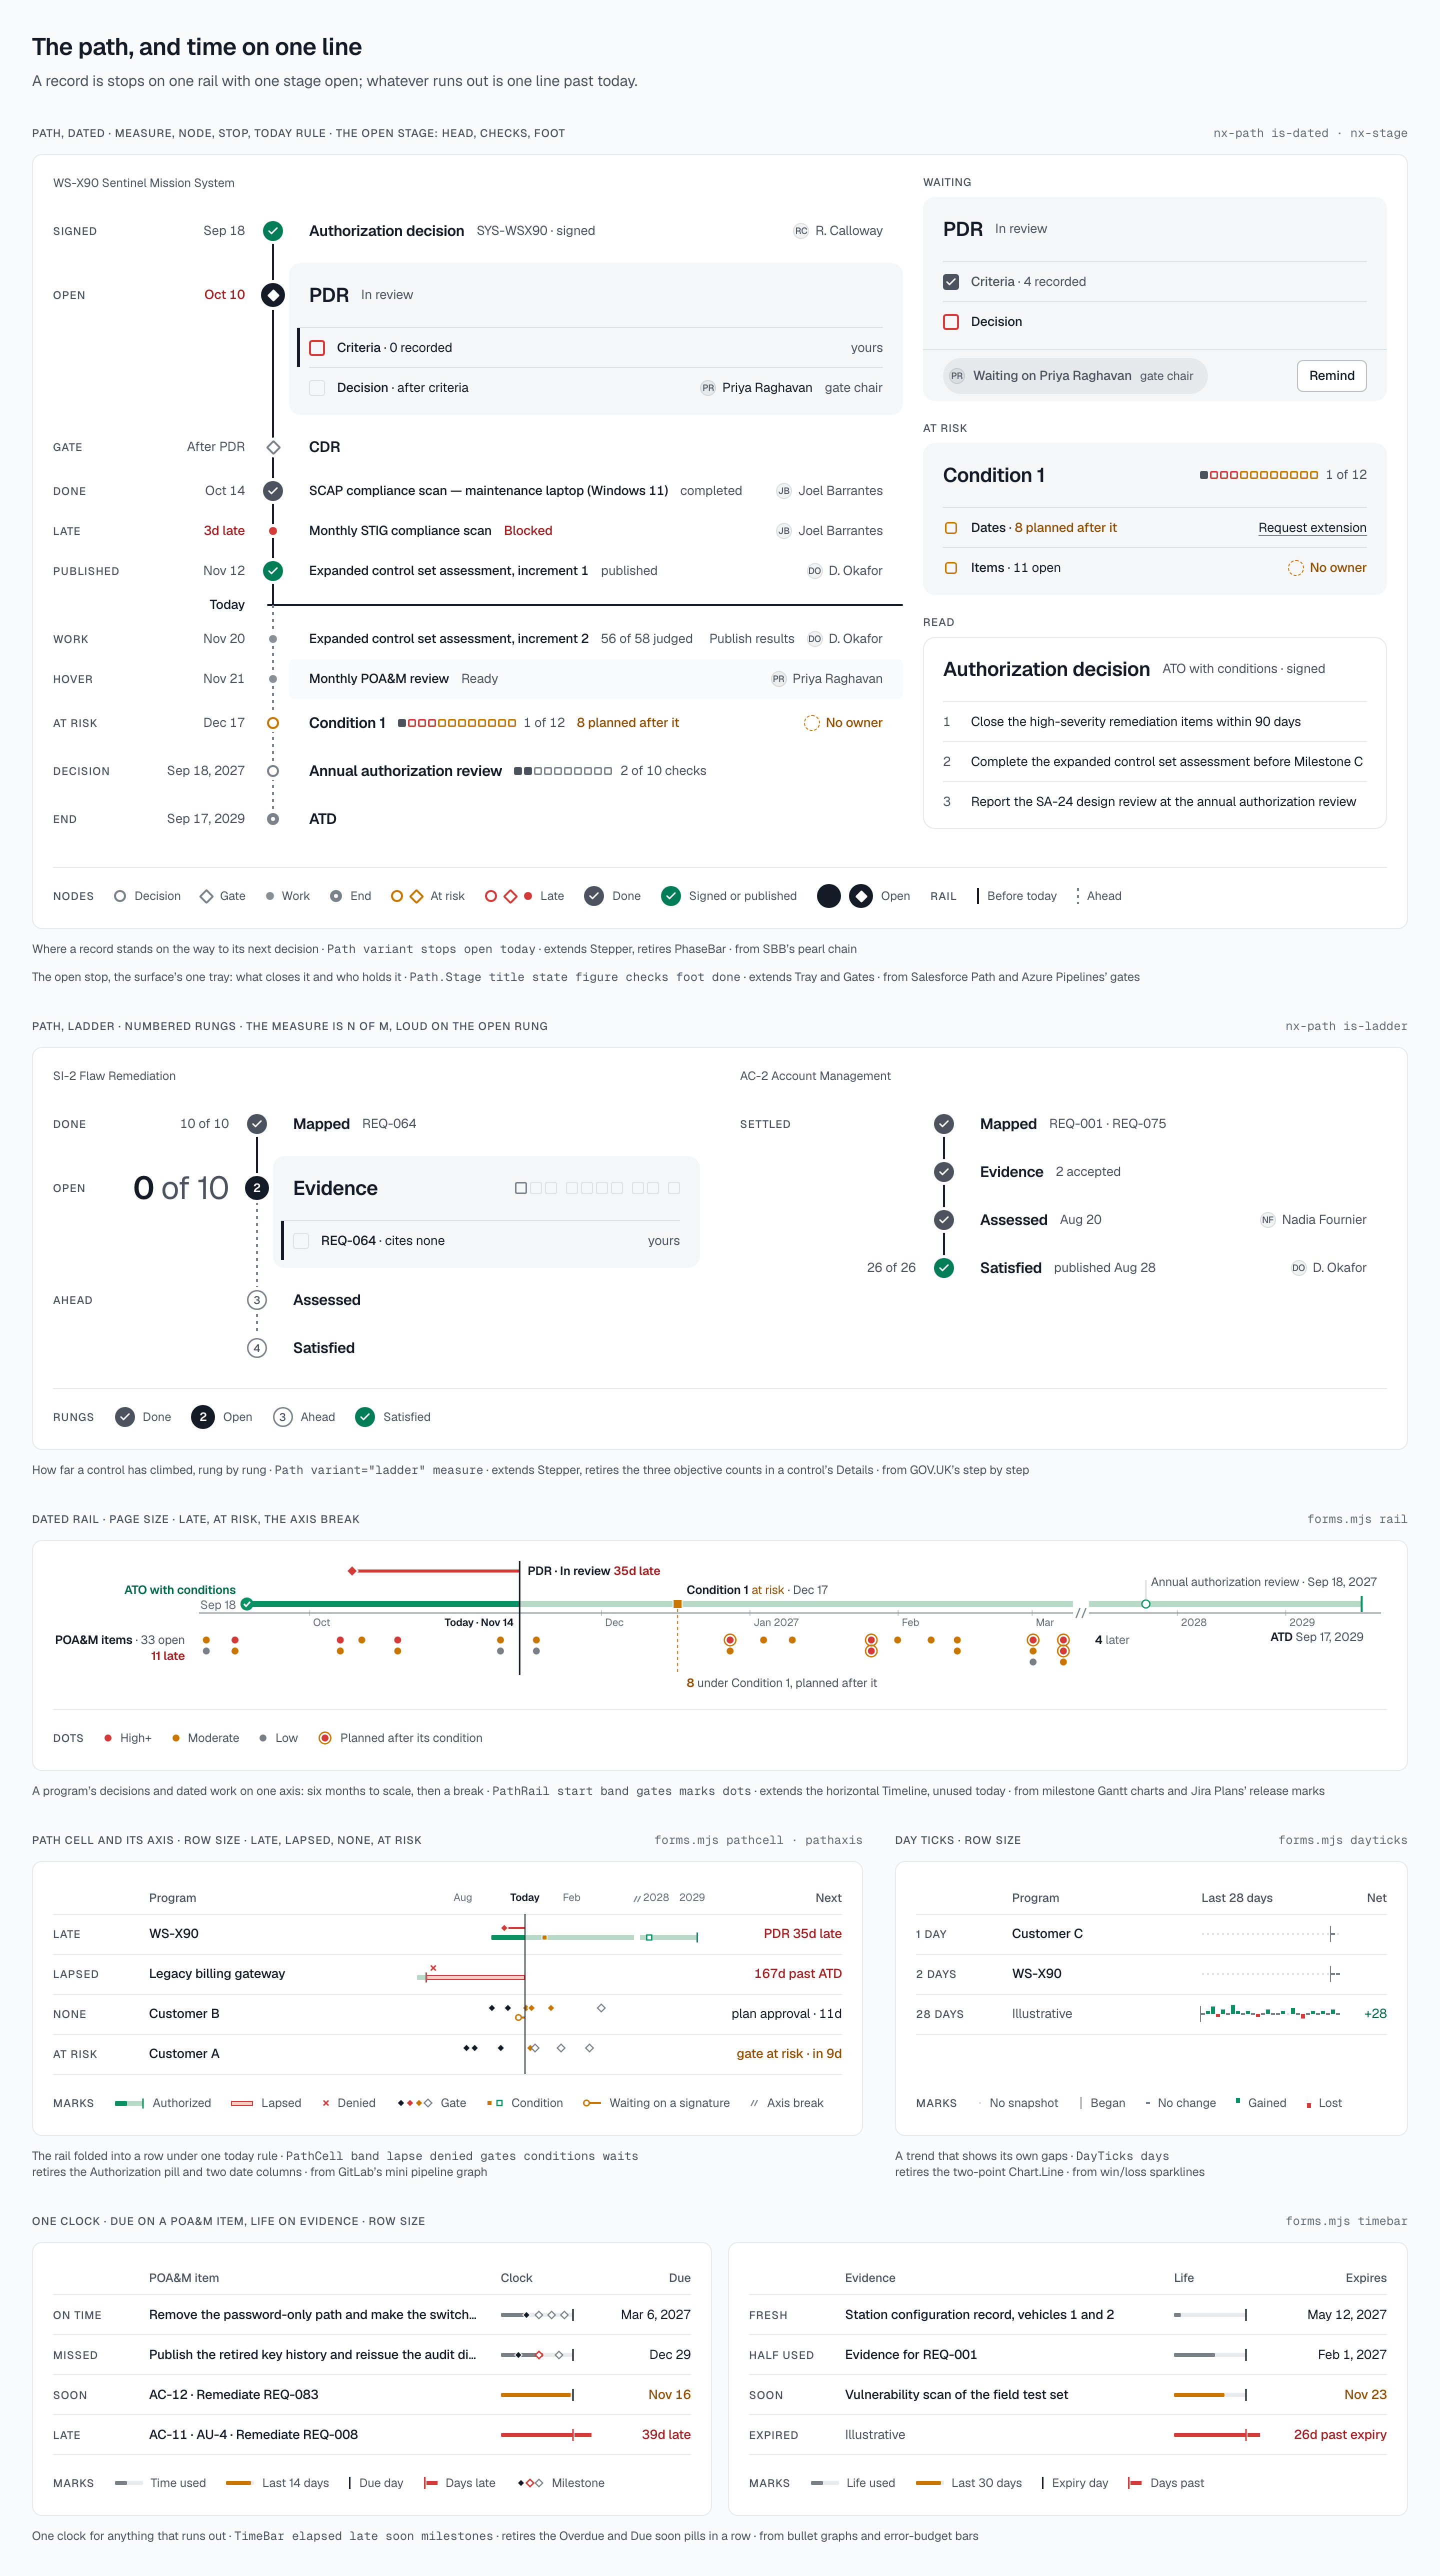 The path, and time on one line
A record is stops on one rail with one stage open; whatever runs out is one line past today.
PATH, DATED · MEASURE, NODE, STOP, TODAY RULE · THE OPEN STAGE: HEAD, CHECKS, FOOT
nx-path is-dated · nx-stage
WS-X90 Sentinel Mission System
SIGNED Sep 18 Authorization decision SYS-WSX90 · signed RC R. Calloway
OPEN Oct 10 PDR In review
Criteria · 0 recorded yours
Decision · after criteria PR Priya Raghavan gate chair
GATE After PDR CDR
DONE Oct 14 SCAP compliance scan — maintenance laptop (Windows 11) completed JB Joel Barrantes
LATE 3d late Monthly STIG compliance scan Blocked JB Joel Barrantes
PUBLISHED Nov 12 Expanded control set assessment, increment 1 published DO D. Okafor
Today
WORK Nov 20 Expanded control set assessment, increment 2 56 of 58 judged Publish results DO D. Okafor
HOVER Nov 21 Monthly POA&M review Ready PR Priya Raghavan
AT RISK Dec 17 Condition 1 1 of 12 8 planned after it No owner
DECISION Sep 18, 2027 Annual authorization review 2 of 10 checks
END Sep 17, 2029 ATD
WAITING
PDR In review
Criteria · 4 recorded
Decision
PR Waiting on Priya Raghavan gate chair Remind
AT RISK
Condition 1 1 of 12
Dates · 8 planned after it Request extension
Items · 11 open No owner
READ
Authorization decision ATO with conditions · signed
1 Close the high-severity remediation items within 90 days
2 Complete the expanded control set assessment before Milestone C
3 Report the SA-24 design review at the annual authorization review
NODES Decision Gate Work End At risk Late Done Signed or published Open RAIL Before today Ahead
Where a record stands on the way to its next decision · Path variant stops open today · extends Stepper, retires PhaseBar · from SBB's pearl chain
The open stop, the surface's one tray: what closes it and who holds it · Path.Stage title state figure checks foot done · extends Tray and Gates · from Salesforce Path and Azure Pipelines' gates
PATH, LADDER · NUMBERED RUNGS · THE MEASURE IS N OF M, LOUD ON THE OPEN RUNG
nx-path is-ladder
SI-2 Flaw Remediation
DONE 10 of 10 Mapped REQ-064
OPEN 0 of 10 2 Evidence
REQ-064 · cites none yours
AHEAD 3 Assessed
4 Satisfied
AC-2 Account Management
SETTLED Mapped REQ-001 · REQ-075
Evidence 2 accepted
Assessed Aug 20 NF Nadia Fournier
26 of 26 Satisfied published Aug 28 DO D. Okafor
RUNGS Done 2 Open 3 Ahead Satisfied
How far a control has climbed, rung by rung · Path variant="ladder" measure · extends Stepper, retires the three objective counts in a control's Details · from GOV.UK's step by step
DATED RAIL · PAGE SIZE · LATE, AT RISK, THE AXIS BREAK
forms.mjs rail
PDR · In review 35d late
ATO with conditions
Sep 18
Condition 1 at risk · Dec 17
Annual authorization review · Sep 18, 2027
Oct Today · Nov 14 Dec Jan 2027 Feb Mar // 2028 2029
POA&M items · 33 open
11 late
4 later
ATD Sep 17, 2029
8 under Condition 1, planned after it
DOTS High+ Moderate Low Planned after its condition
A program's decisions and dated work on one axis: six months to scale, then a break · PathRail start band gates marks dots · extends the horizontal Timeline, unused today · from milestone Gantt charts and Jira Plans' release marks
PATH CELL AND ITS AXIS · ROW SIZE · LATE, LAPSED, NONE, AT RISK
forms.mjs pathcell · pathaxis
Program Aug Today Feb // 2028 2029 Next
LATE WS-X90 PDR 35d late
LAPSED Legacy billing gateway 167d past ATD
NONE Customer B plan approval · 11d
AT RISK Customer A gate at risk · in 9d
MARKS Authorized Lapsed Denied Gate Condition Waiting on a signature // Axis break
The rail folded into a row under one today rule · PathCell band lapse denied gates conditions waits
retires the Authorization pill and two date columns · from GitLab's mini pipeline graph
DAY TICKS · ROW SIZE
forms.mjs dayticks
Program Last 28 days Net
1 DAY Customer C
2 DAYS WS-X90
28 DAYS Illustrative +28
MARKS No snapshot Began No change Gained Lost
A trend that shows its own gaps · DayTicks days
retires the two-point Chart.Line · from win/loss sparklines
ONE CLOCK · DUE ON A POA&M ITEM, LIFE ON EVIDENCE · ROW SIZE
forms.mjs timebar
POA&M item Clock Due
ON TIME Remove the password-only path and make the switch... Mar 6, 2027
MISSED Publish the retired key history and reissue the audit di... Dec 29
SOON AC-12 · Remediate REQ-083 Nov 16
LATE AC-11 · AU-4 · Remediate REQ-008 39d late
MARKS Time used Last 14 days Due day Days late Milestone
Evidence Life Expires
FRESH Station configuration record, vehicles 1 and 2 May 12, 2027
HALF USED Evidence for REQ-001 Feb 1, 2027
SOON Vulnerability scan of the field test set Nov 23
EXPIRED Illustrative 26d past expiry
MARKS Life used Last 30 days Expiry day Days past
One clock for anything that runs out · TimeBar elapsed late soon milestones · retires the Overdue and Due soon pills in a row · from bullet graphs and error-budget bars